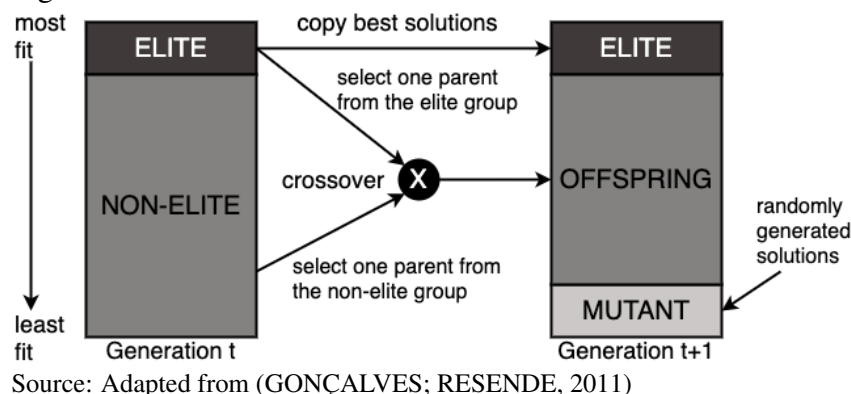 most
fit
ELITE
copy best solutions
ELITE
select one parent
from the elite group
NON-ELITE
crossover
X
OFFSPRING
randomly
generated
solutions
select one parent from
the non-elite group
MUTANT
least
fit
Generation t
Generation t+1
Source: Adapted from (GONÇALVES; RESENDE, 2011)